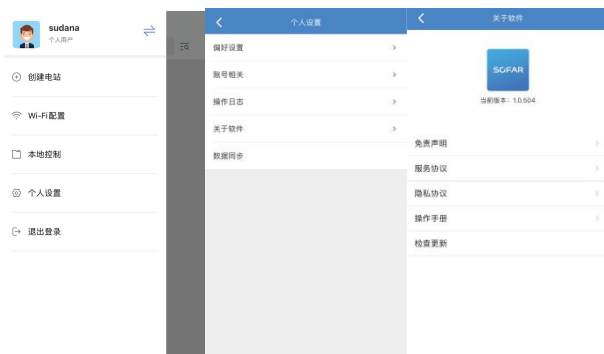 sudana
个人用户
创建电站
Wi-Fi配置
本地控制
个人设置
退出登录
个人设置
偏好设置
账号相关
操作日志
关于软件
数据同步
关于软件
SOFAR
当前版本：1.0.604
免责声明
服务协议
隐私协议
操作手册
检查更新